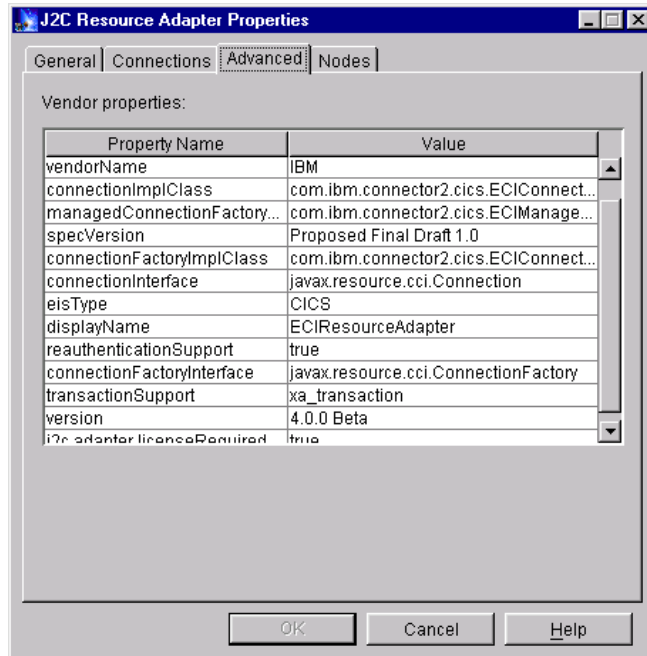 J2C Resource Adapter Properties
General Connections Advanced Nodes
Vendor properties:
Property Name Value
vendorName IBM
connectionImplClass com.ibm.connector2.cics.ECIConnect...
managedConnectionFactory... com.ibm.connector2.cics.ECIManage...
specVersion Proposed Final Draft 1.0
connectionFactoryImplClass com.ibm.connector2.cics.ECIConnect...
connectionInterface javax.resource.cci.Connection
eisType CICS
displayName ECIResourceAdapter
reauthenticationSupport true
connectionFactoryInterface javax.resource.cci.ConnectionFactory
transactionSupport xa_transaction
version 4.0.0 Beta
j2c.adapter.licenseRequired true
OK Cancel Help